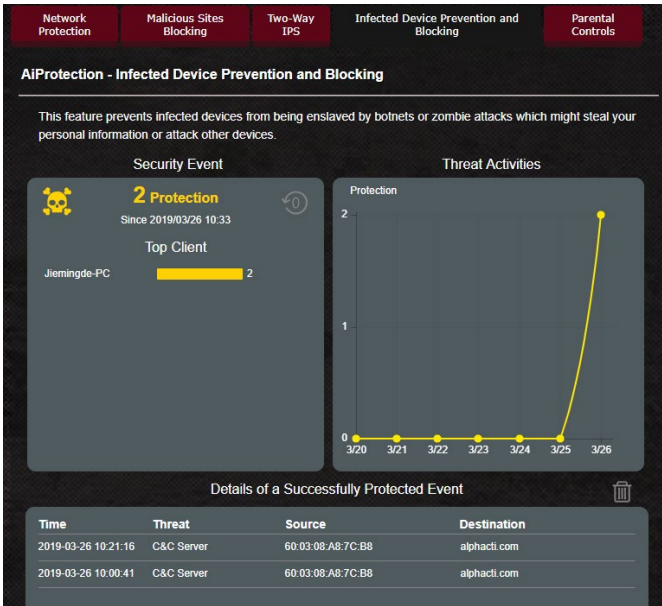 Network Protection
Malicious Sites Blocking
Two-Way IPS
Infected Device Prevention and Blocking
Parental Controls
AiProtection - Infected Device Prevention and Blocking
This feature prevents infected devices from being enslaved by botnets or zombie attacks which might steal your
personal information or attack other devices.
Security Event
2 Protection
0
Since 2019/03/26 10:33
Top Client
Jiemingde-PC 2
Threat Activities
Protection
2
1
0
3/20 3/21 3/22 3/23 3/24 3/25 3/26
Details of a Successfully Protected Event
Time Threat Source Destination
2019-03-26 10:21:16 C&C Server 60:03:08:A8:7C:B8 alphacti.com
2019-03-26 10:00:41 C&C Server 60:03:08:A8:7C:B8 alphacti.com